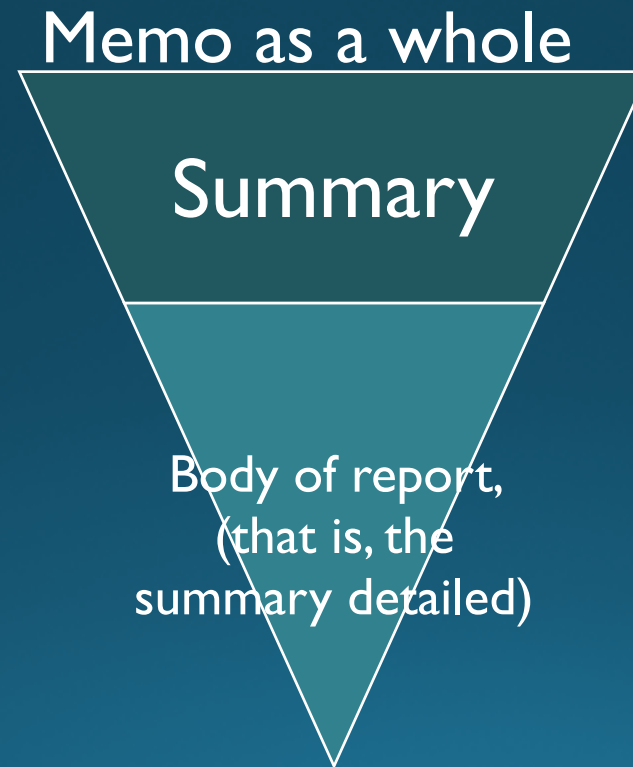 Memo as a whole
Summary
Body of report,
(that is, the
summary detailed)